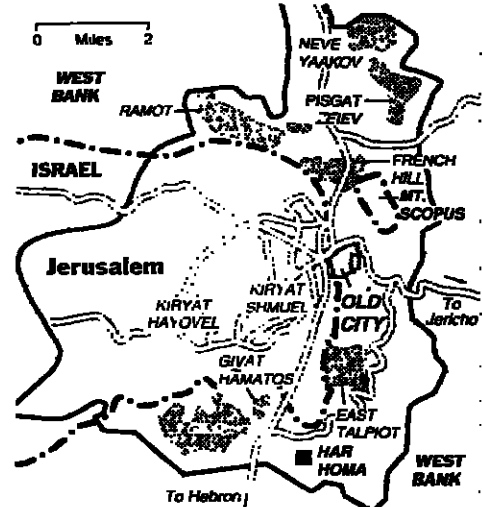 0 Miles 2
NEVE
YAAKOV
WEST
BANK
RAMOT
PISGAT
ZEIEV
ISRAEL
FRENCH
HILL
MT.
SCOPUS
Jerusalem
KIRYAT
HAYOVEL
KIRYAT
SHMUEL
OLD
CITY
To
Jericho
GIVAT
HAMATOS
EAST
TALPIOT
HAR
HOMA
WEST
BANK
To Hebron